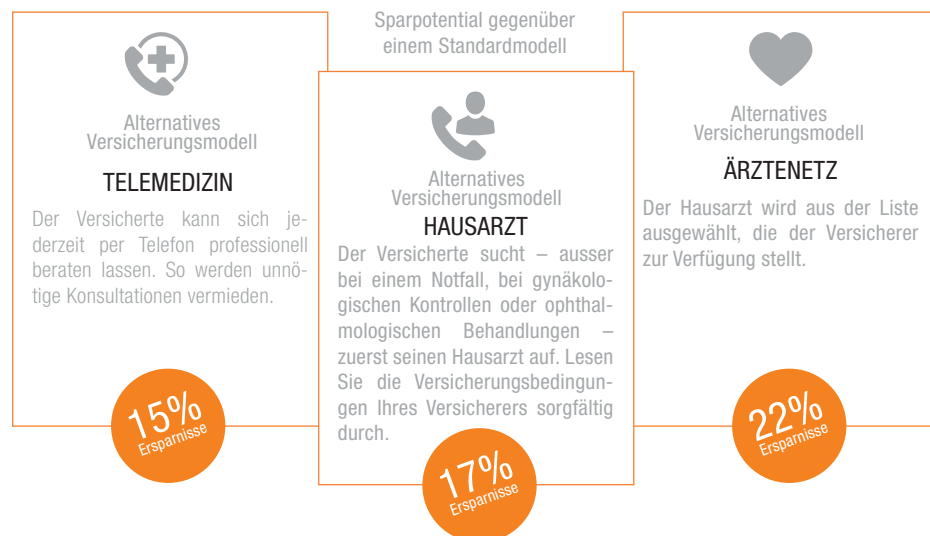 Sparpotential gegenüber
einem Standardmodell
Alternatives
Versicherungsmodell
TELEMEDIZIN
Der Versicherte kann sich je-
derzeit per Telefon professionell
beraten lassen. So werden unnö-
tige Konsultationen vermieden.
15%
Ersparnisse
Alternatives
Versicherungsmodell
HAUSARZT
Der Versicherte sucht – ausser
bei einem Notfall, bei gynäkolo-
gischen Kontrollen oder ophthal-
mologischen Behandlungen –
zuerst seinen Hausarzt auf. Lesen
Sie die Versicherungsbedingun-
gen Ihres Versicherers sorgfältig
durch.
17%
Ersparnisse
Alternatives
Versicherungsmodell
ÄRZTENETZ
Der Hausarzt wird aus der Liste
ausgewählt, die der Versicherer
zur Verfügung stellt.
22%
Ersparnisse